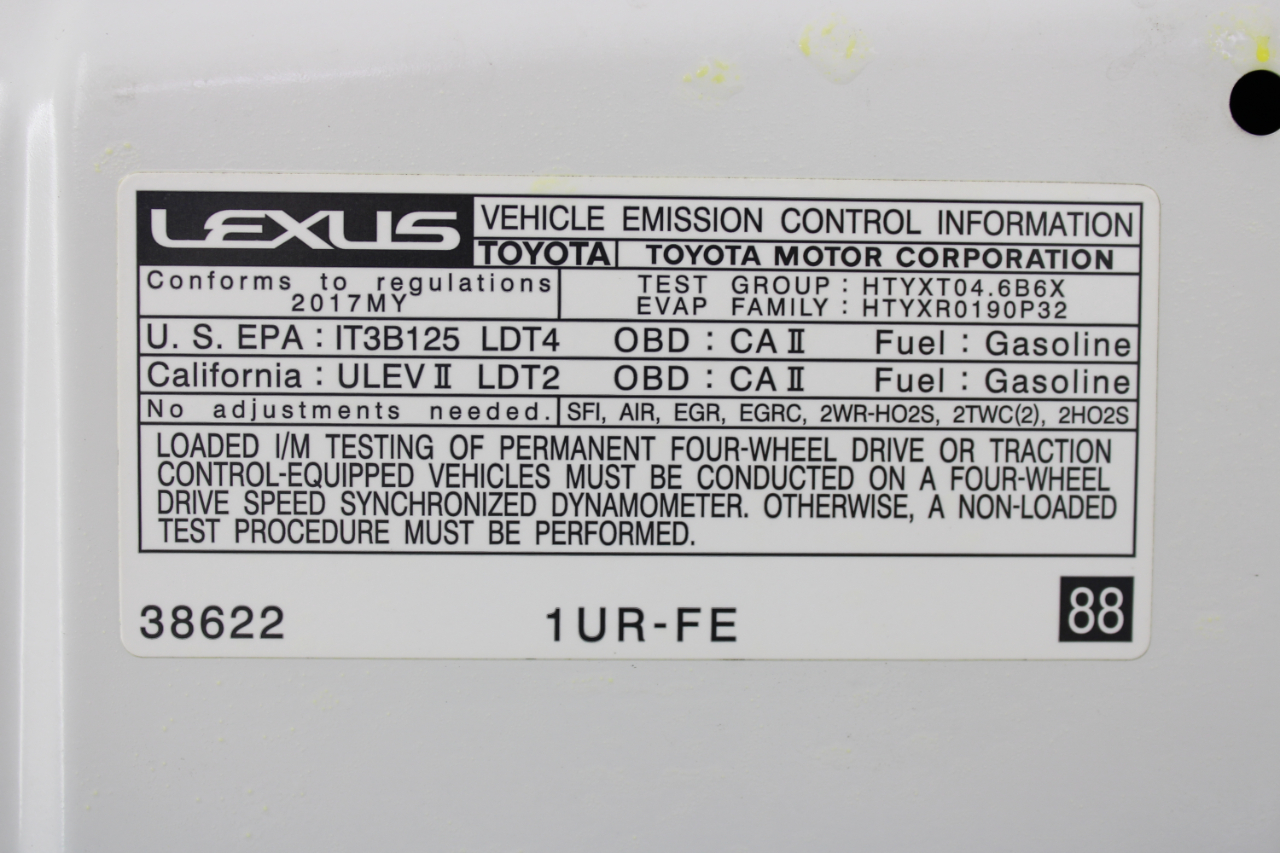 LEXUS VEHICLE EMISSION CONTROL INFORMATION
TOYOTA TOYOTA MOTOR CORPORATION
Conforms to regulations TEST GROUP : HTYXT04.6B6X
2017MY EVAP FAMILY : HTYXR0190P32
U. S. EPA : IT3B125 LDT4 OBD : CA II Fuel : Gasoline
California : ULEV II LDT2 OBD : CA II Fuel : Gasoline
No adjustments needed. SFI, AIR, EGR, EGRC, 2WR-HO2S, 2TWC(2), 2HO2S
LOADED I/M TESTING OF PERMANENT FOUR-WHEEL DRIVE OR TRACTION
CONTROL-EQUIPPED VEHICLES MUST BE CONDUCTED ON A FOUR-WHEEL
DRIVE SPEED SYNCHRONIZED DYNAMOMETER. OTHERWISE, A NON-LOADED
TEST PROCEDURE MUST BE PERFORMED.
38622 1UR-FE 88